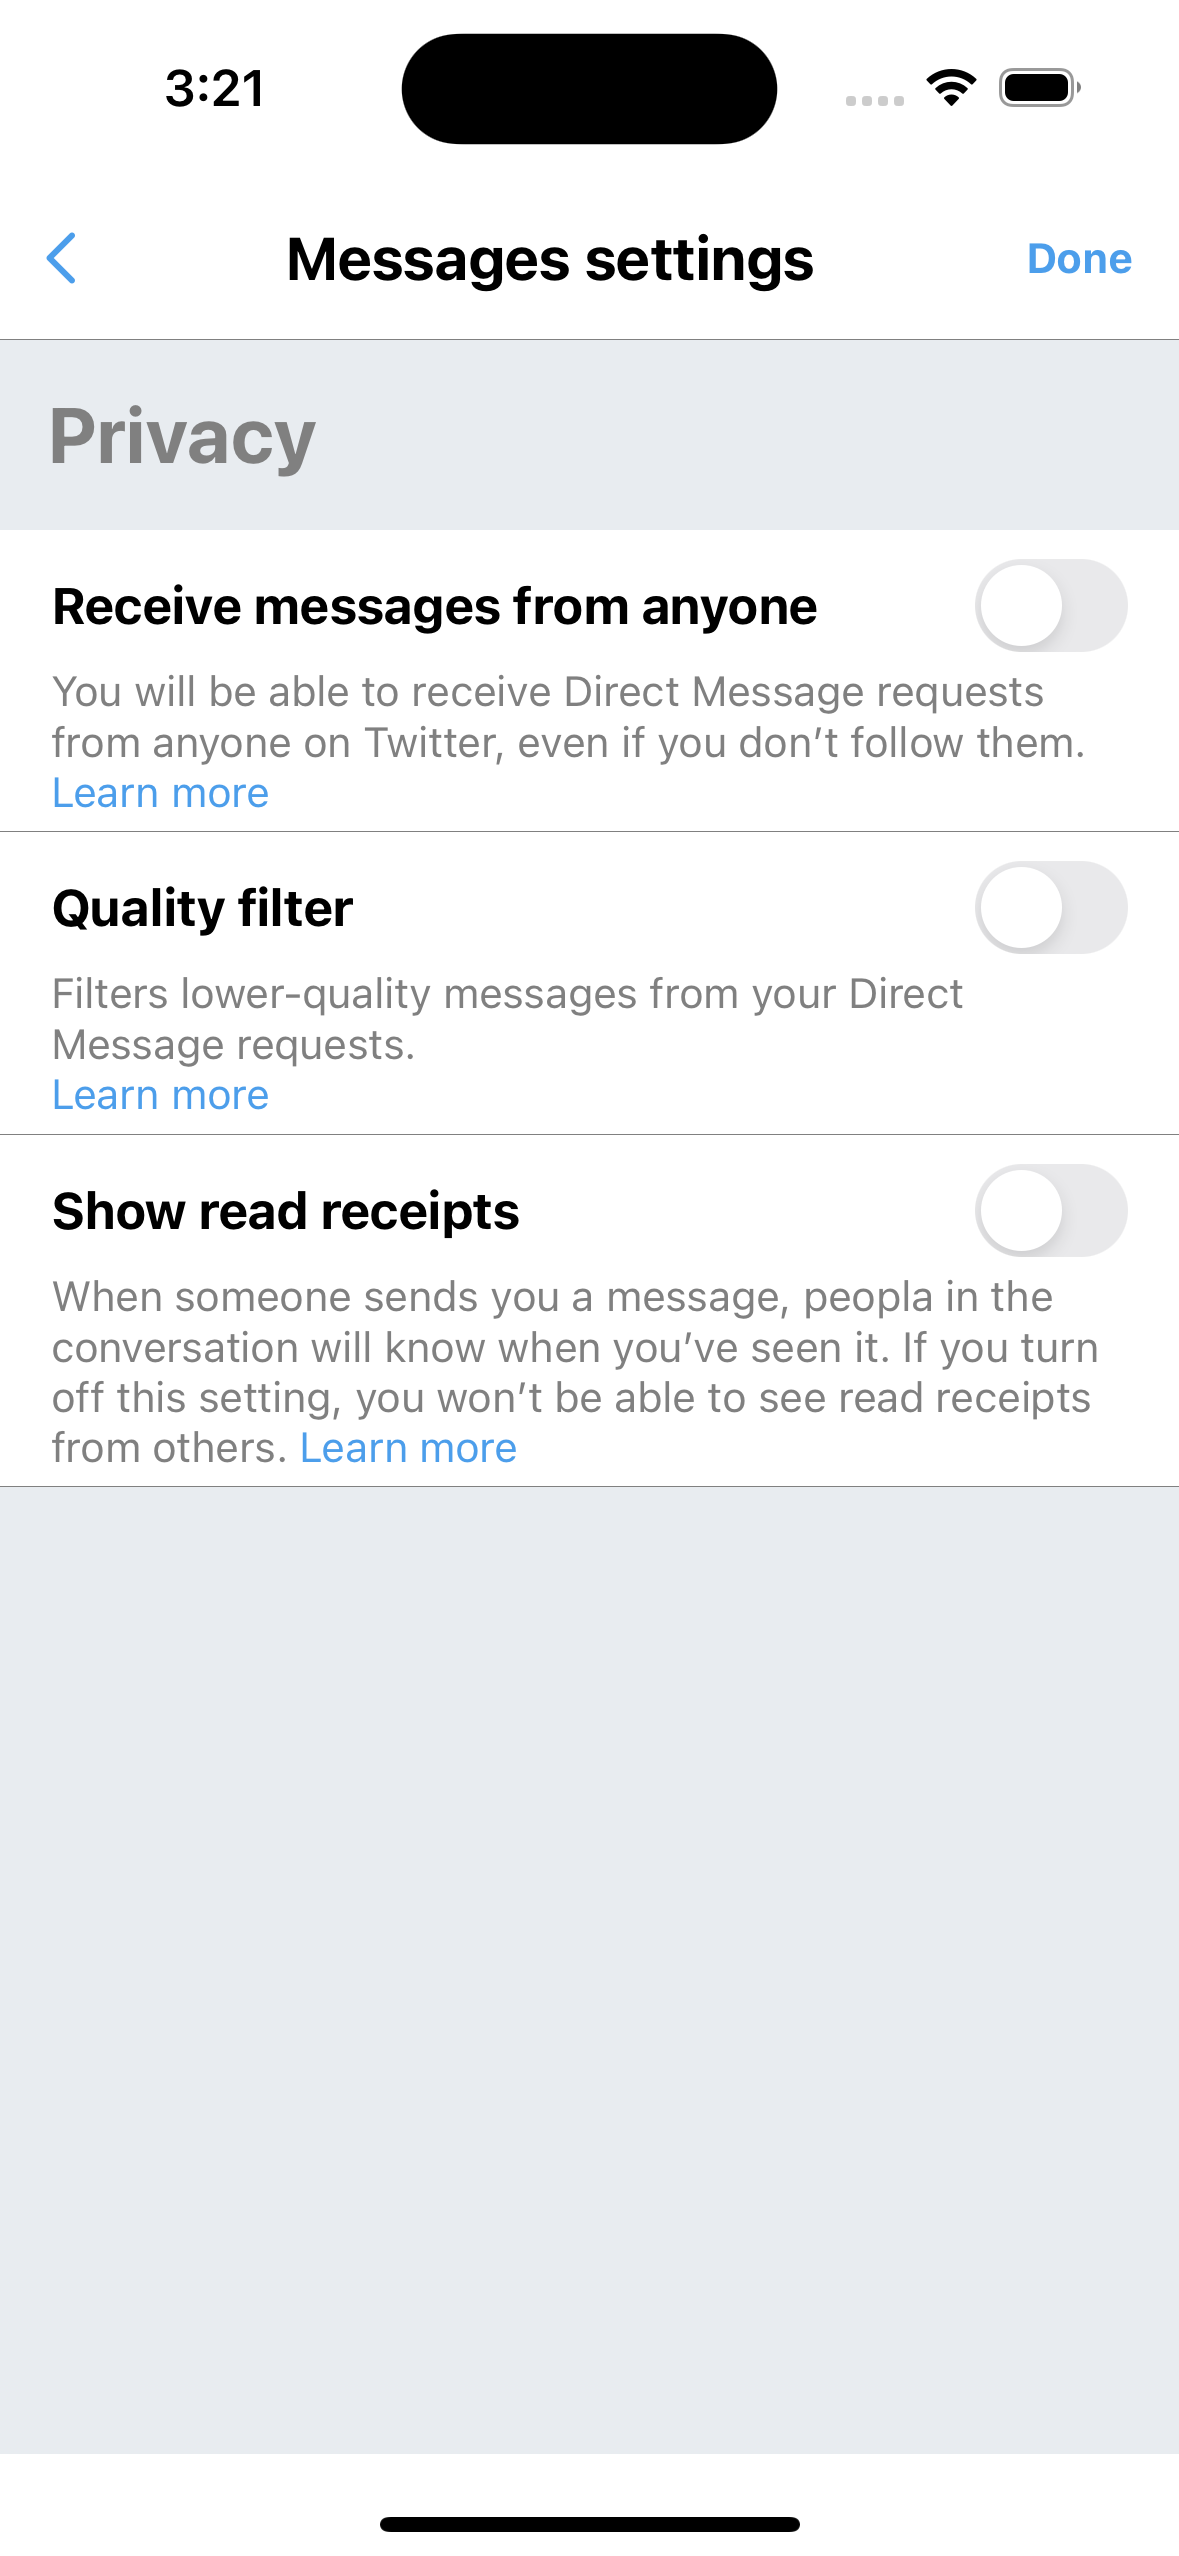 3:21
Messages settings
Done
Privacy
Receive messages from anyone
You will be able to receive Direct Message requests
from anyone on Twitter, even if you don’t follow them.
Learn more
Quality filter
Filters lower-quality messages from your Direct
Message requests.
Learn more
Show read receipts
When someone sends you a message, peopla in the
conversation will know when you’ve seen it. If you turn
off this setting, you won’t be able to see read receipts
from others. Learn more